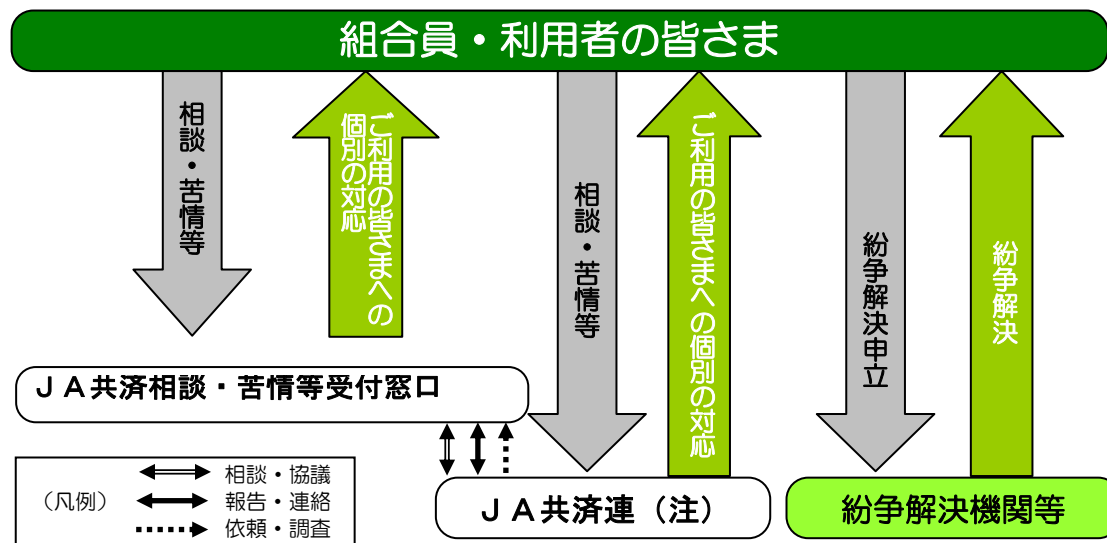 組合員・利用者の皆さま
相談・苦情等
ご利用の皆さまへの
個別の対応
相談・苦情等
ご利用の皆さまへの個別の対応
紛争解決申立
紛争解決
ＪＡ共済相談・苦情等受付窓口
（凡例）
相談・協議
報告・連絡
依頼・調査
ＪＡ共済連（注）
紛争解決機関等